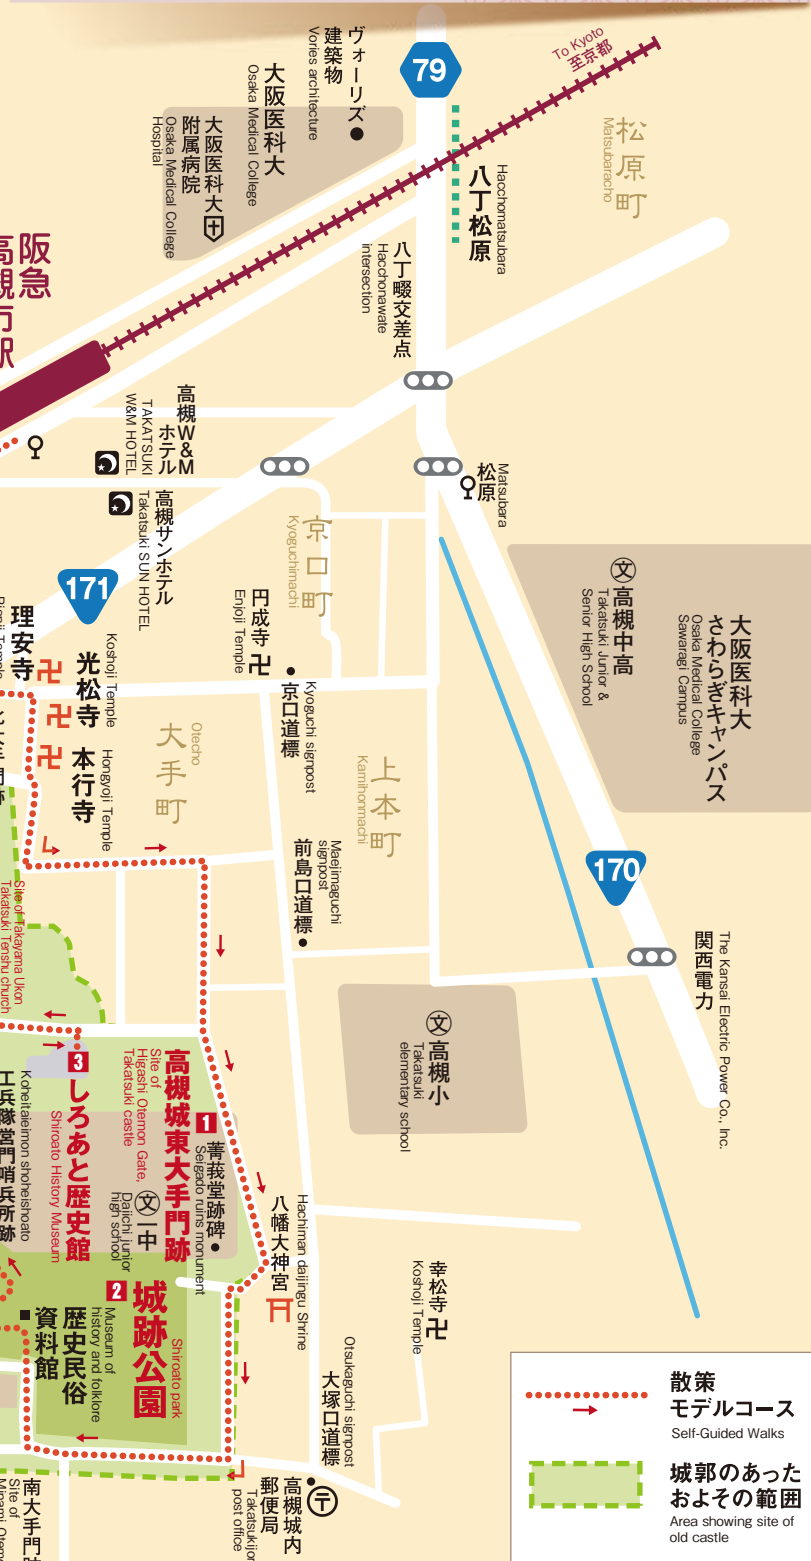 79
To Kyoto
至京都
ヴォーリズ
建築物
Vories architecture
大阪医科大
Osaka Medical College
大阪医科大
附属病院
Osaka Medical College
Hospital
松原町
Matsubaracho
Hacchomatsubara
八丁松原
八丁畷交差点
Hacchonawate
intersection
阪急
高槻市駅
高槻W&M
ホテル
TAKATSUKI
W&M HOTEL
高槻サンホテル
Takatsuki SUN HOTEL
Matsubara
松原
京口町
Kyoguchimachi
171
円成寺
Enjoji Temple
卍
文
高槻中高
Takatsuki Junior &
Senior High School
大阪医科大
さわらぎキャンパス
Osaka Medical College
Sawaragi Campus
理安寺
卍
Koshoji Temple
光松寺
卍
Hongyoji Temple
本行寺
卍
Kyoguchi signpost
京口道標
Otecho
大手町
上本町
Kamihonmachi
Maejimaguchi
signpost
前島口道標
170
The Kansai Electric Power Co., Inc.
関西電力
Site of Takayama Ukon
Takatsuki Tenshu church
文
高槻小
Takatsuki
elementary school
3
しろあと歴史館
Shiroato History Museum
高槻城東大手門跡
Site of
Higashi Otemon Gate,
Takatsuki castle
1
菁莪堂跡碑
Seigado ruins monument
文
一中
Daiichi junior
high school
Koheitaieimon shoheishoato
工兵隊営門哨兵所跡
Hachiman daijingu Shrine
八幡大神宮
2
城跡公園
Shiroato park
Museum of
history and folklore
歴史民俗
資料館
幸松寺
Koshoji Temple
卍
Otsukaguchi signpost
大塚口道標
〒
高槻城内
郵便局
Takatsukijo
post office
南大手門跡
Site of
散策
モデルコース
Self-Guided Walks
城郭のあった
およその範囲
Area showing site of
old castle